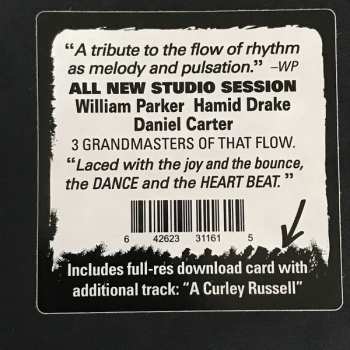 "A tribute to the flow of rhythm
as melody and pulsation." –WP
ALL NEW STUDIO SESSION
William Parker Hamid Drake
Daniel Carter
3 GRANDMASTERS OF THAT FLOW.
"Laced with the joy and the bounce,
the DANCE and the HEART BEAT."
6 42623 31161 5
Includes full-res download card with
additional track: "A Curley Russell"